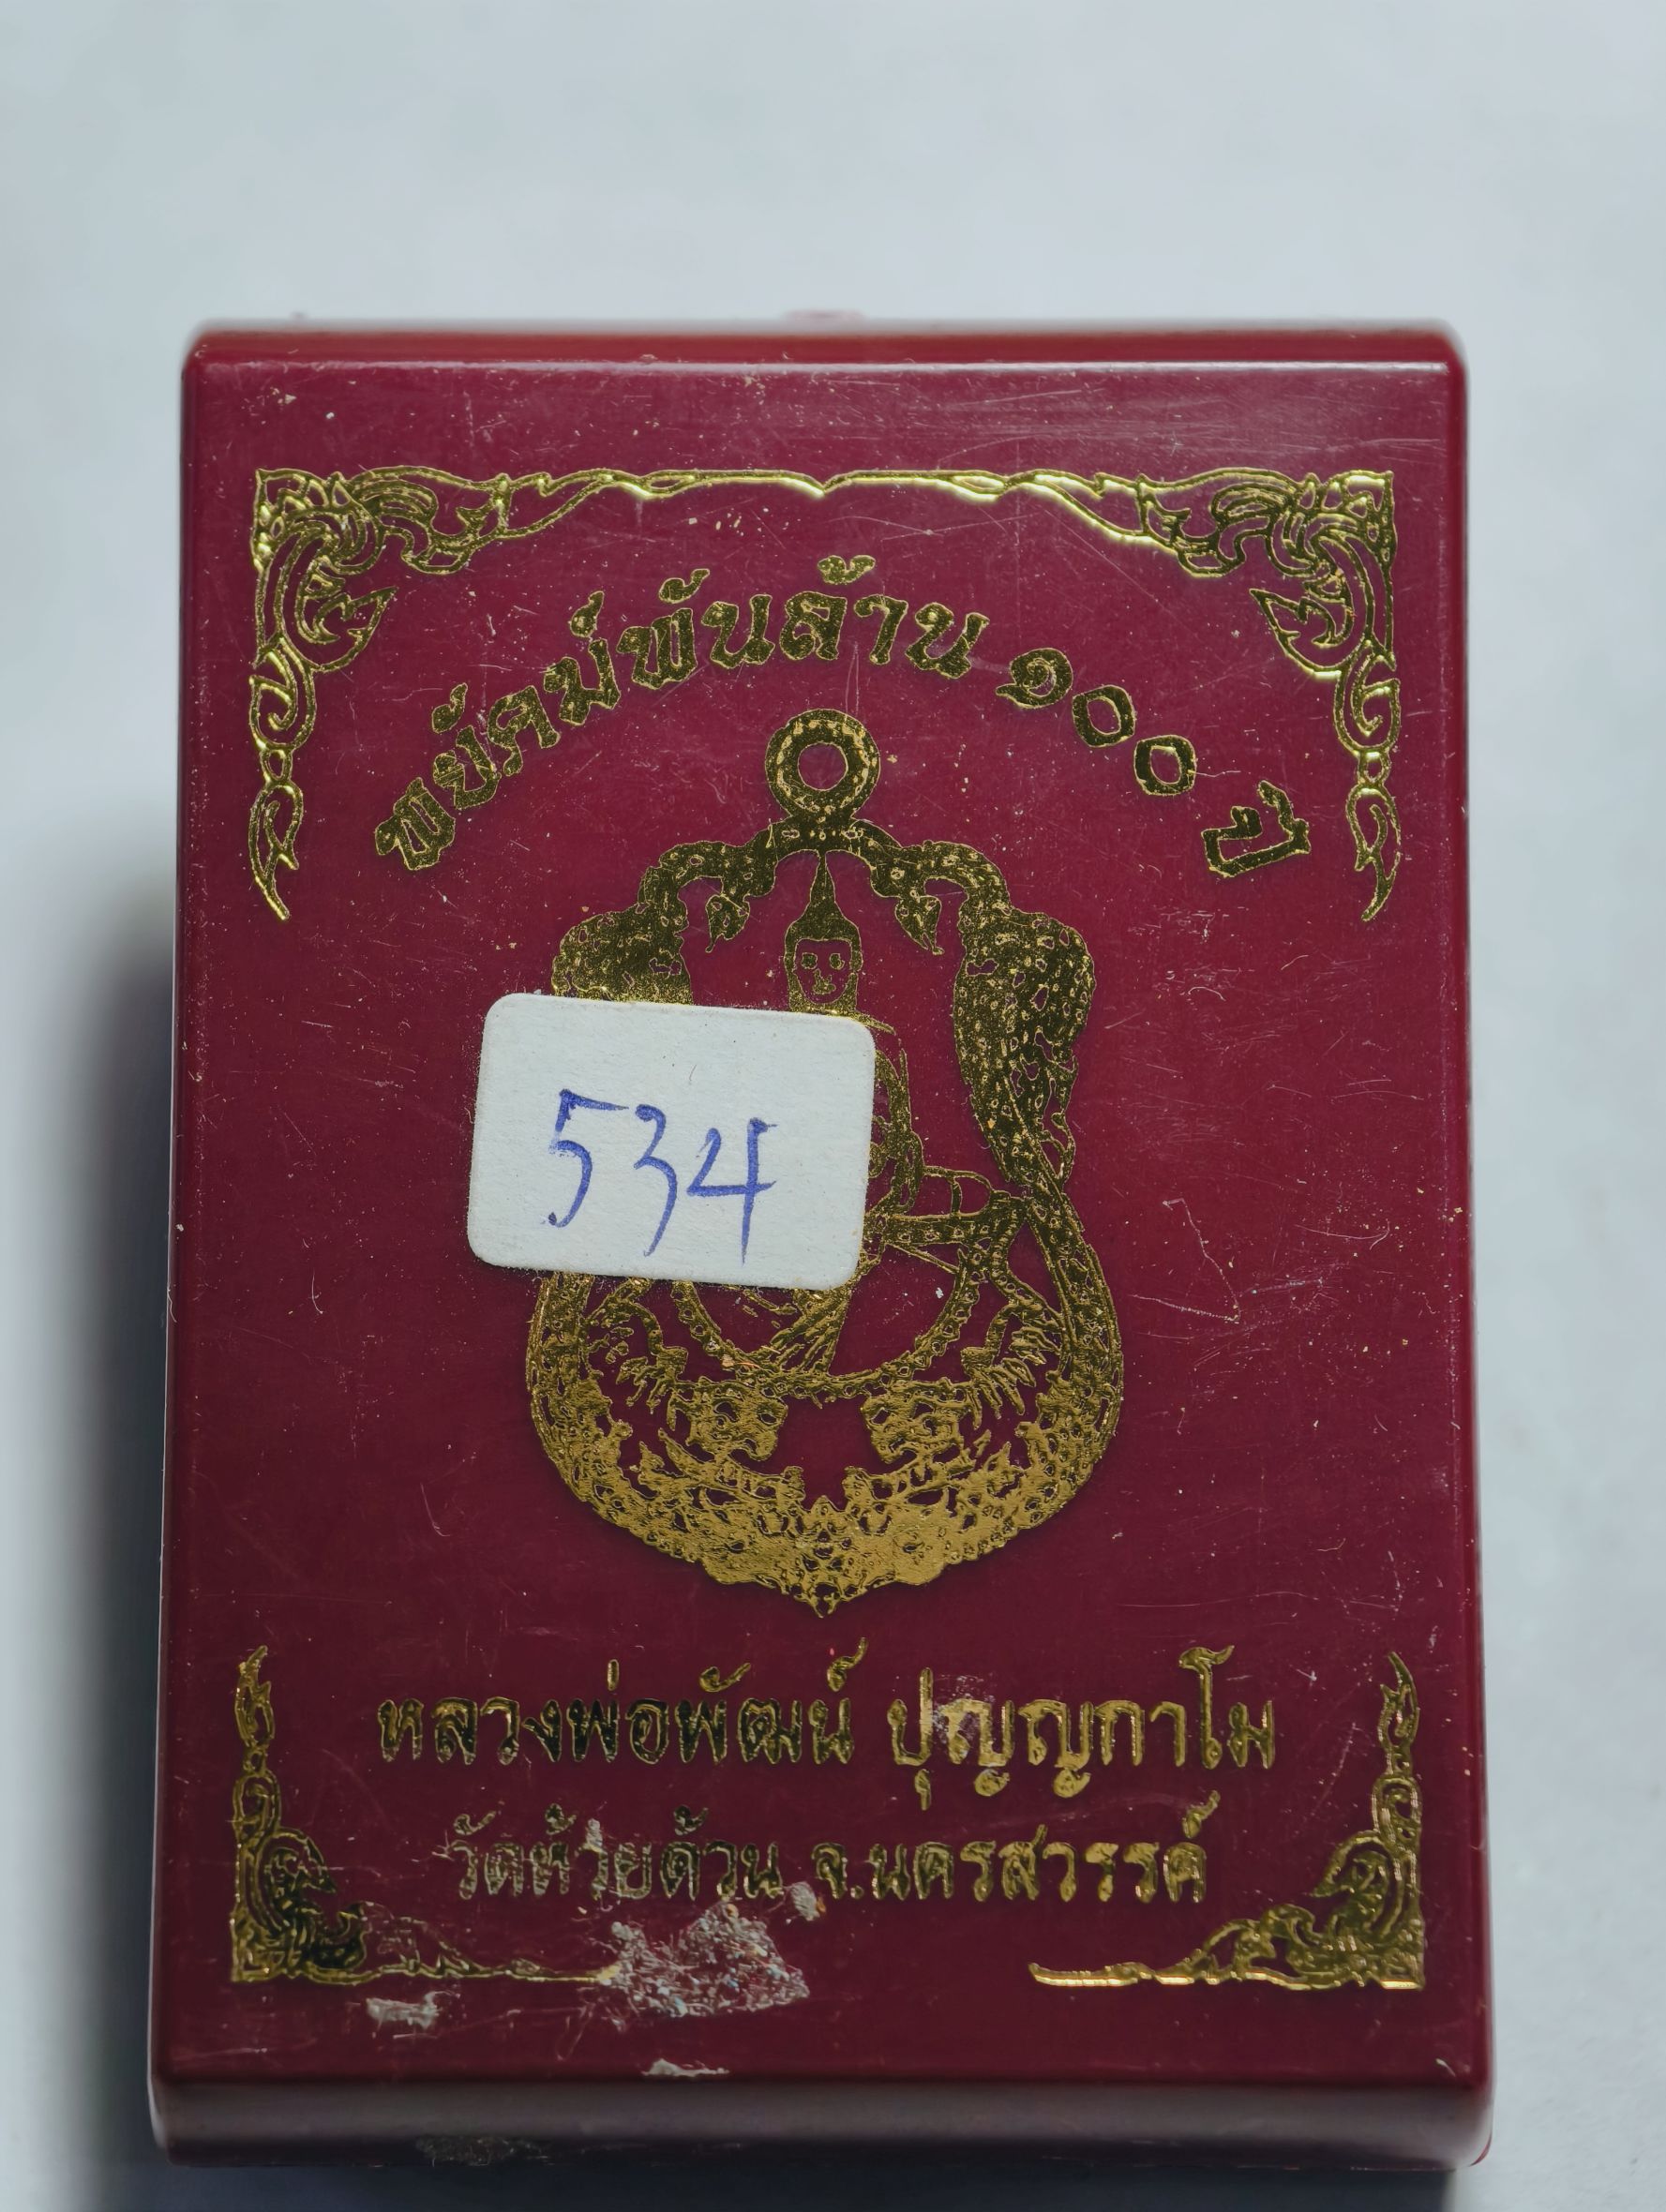 พยัคฆ์พันล้าน ๑๐๐ ปี
534
หลวงพ่อพัฒน์ ปุญญกาโม
วัดห้วยด้วน จ.นครสวรรค์